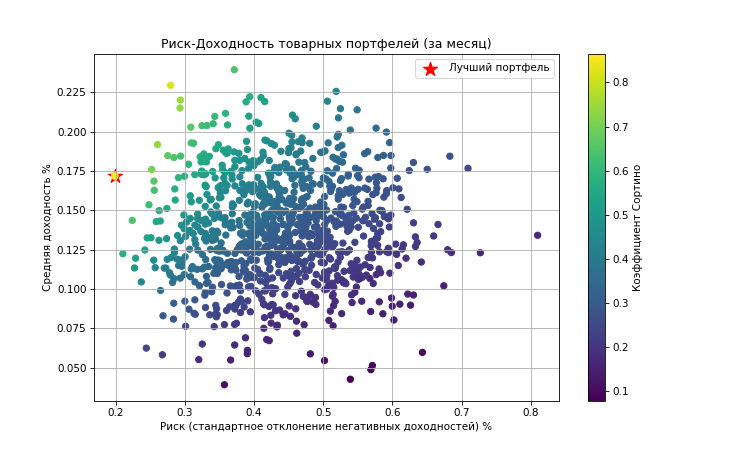 Риск-Доходность товарных портфелей (за месяц)
Лучший портфель
Средняя доходность %
0.225
0.200
0.175
0.150
0.125
0.100
0.075
0.050
0.2 0.3 0.4 0.5 0.6 0.7 0.8
Риск (стандартное отклонение негативных доходностей) %
0.8
0.7
0.6
0.5
0.4
0.3
0.2
0.1
Коэффициент Сортино